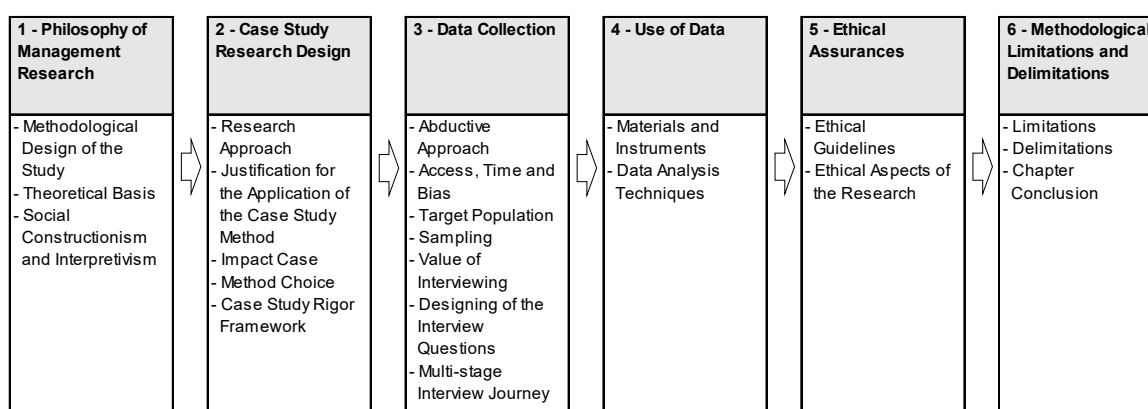 1 - Philosophy of
Management
Research
- Methodological
Design of the
Study
- Theoretical Basis
- Social
Constructionism
and Interpretivism
2 - Case Study
Research Design
- Research
Approach
- Justification for
the Application of
the Case Study
Method
- Impact Case
- Method Choice
- Case Study Rigor
Framework
3 - Data Collection
- Abductive
Approach
- Access, Time and
Bias
- Target Population
- Sampling
- Value of
Interviewing
- Designing of the
Interview
Questions
- Multi-stage
Interview Journey
4 - Use of Data
- Materials and
Instruments
- Data Analysis
Techniques
5 - Ethical
Assurances
- Ethical
Guidelines
- Ethical Aspects of
the Research
6 - Methodological
Limitations and
Delimitations
- Limitations
- Delimitations
- Chapter
Conclusion